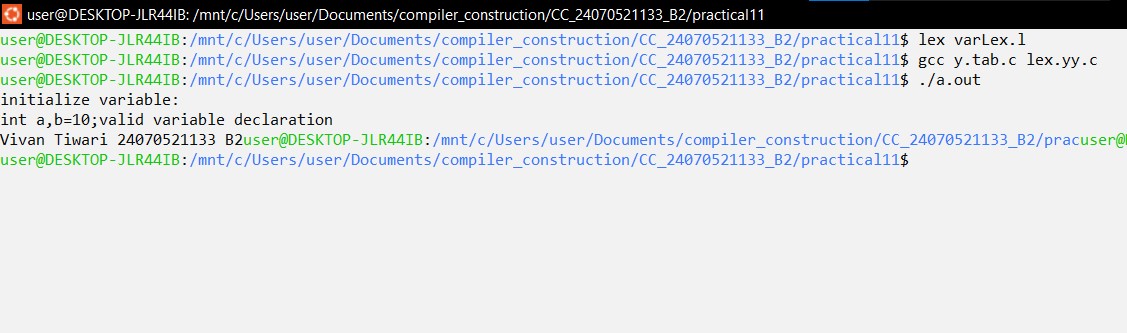 user@DESKTOP-JLR44IB: /mnt/c/Users/user/Documents/compiler_construction/CC_24070521133_B2/practical11
user@DESKTOP-JLR44IB:/mnt/c/Users/user/Documents/compiler_construction/CC_24070521133_B2/practical11$ lex varLex.l
user@DESKTOP-JLR44IB:/mnt/c/Users/user/Documents/compiler_construction/CC_24070521133_B2/practical11$ gcc y.tab.c lex.yy.c
user@DESKTOP-JLR44IB:/mnt/c/Users/user/Documents/compiler_construction/CC_24070521133_B2/practical11$ ./a.out
initialize variable:
int a,b=10;valid variable declaration
Vivan Tiwari 24070521133 B2user@DESKTOP-JLR44IB:/mnt/c/Users/user/Documents/compiler_construction/CC_24070521133_B2/pracuser@
user@DESKTOP-JLR44IB:/mnt/c/Users/user/Documents/compiler_construction/CC_24070521133_B2/practical11$